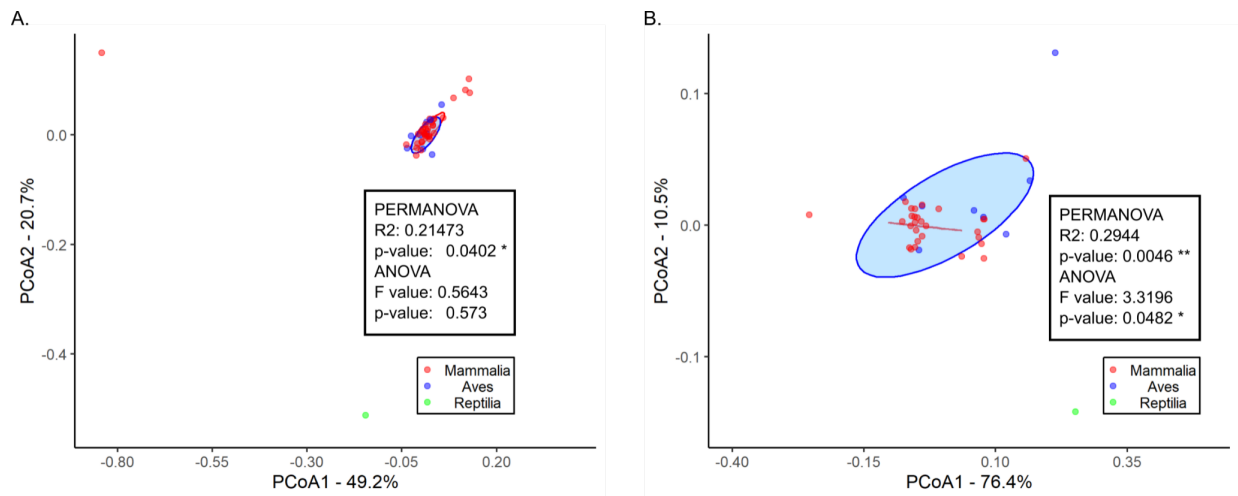 A.
PCoA2 - 20.7%
0.0
-0.2
-0.4
PERMANOVA
R2: 0.21473
p-value: 0.0402 *
ANOVA
F value: 0.5643
p-value: 0.573
Mammalia
Aves
Reptilia
-0.80 -0.55 -0.30 -0.05 0.20
PCoA1 - 49.2%
B.
PCoA2 - 10.5%
0.1
0.0
-0.1
PERMANOVA
R2: 0.2944
p-value: 0.0046 **
ANOVA
F value: 3.3196
p-value: 0.0482 *
Mammalia
Aves
Reptilia
-0.40 -0.15 0.10 0.35
PCoA1 - 76.4%